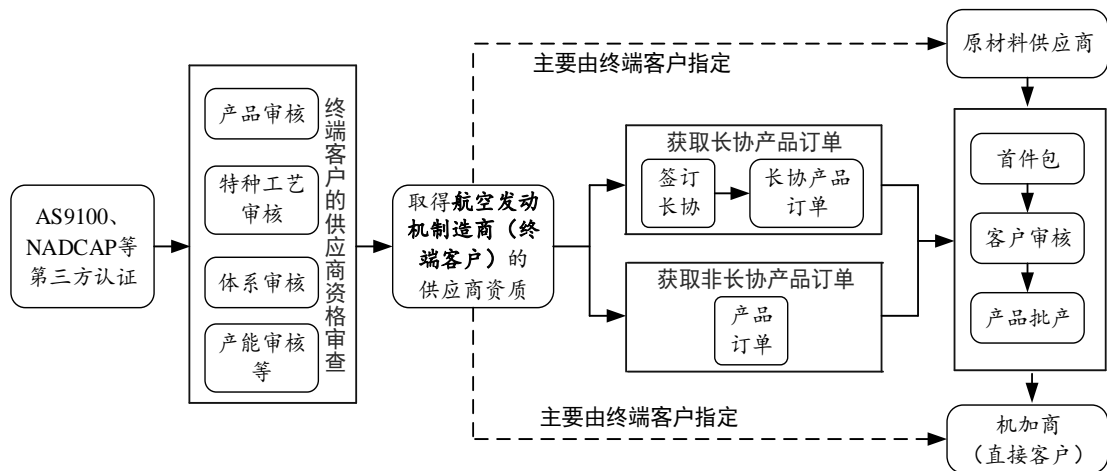 AS9100、
NADCAP等
第三方认证
产品审核
特种工艺
审核
体系审核
产能审核
等
终端客户的供应商资格审查
取得航空发动
机制造商（终
端客户）的
供应商资质
主要由终端客户指定
获取长协产品订单
签订
长协
长协产品
订单
获取非长协产品订单
产品
订单
主要由终端客户指定
原材料供应商
首件包
客户审核
产品批产
机加商
（直接客户）